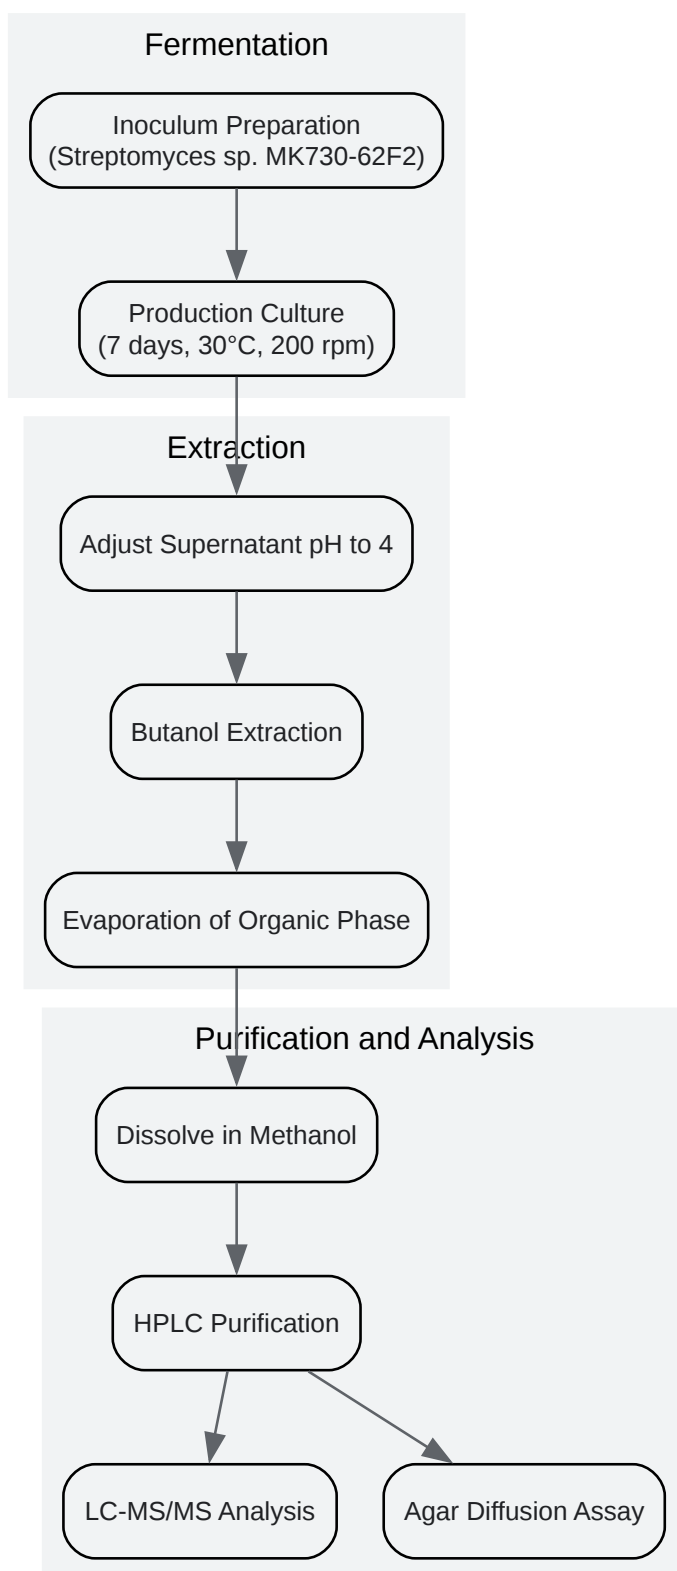 Fermentation
Inoculum Preparation
(Streptomyces sp. MK730-62F2)
Production Culture
(7 days, 30°C, 200 rpm)
Extraction
Adjust Supernatant pH to 4
Butanol Extraction
Evaporation of Organic Phase
Purification and Analysis
Dissolve in Methanol
HPLC Purification
LC-MS/MS Analysis
Agar Diffusion Assay